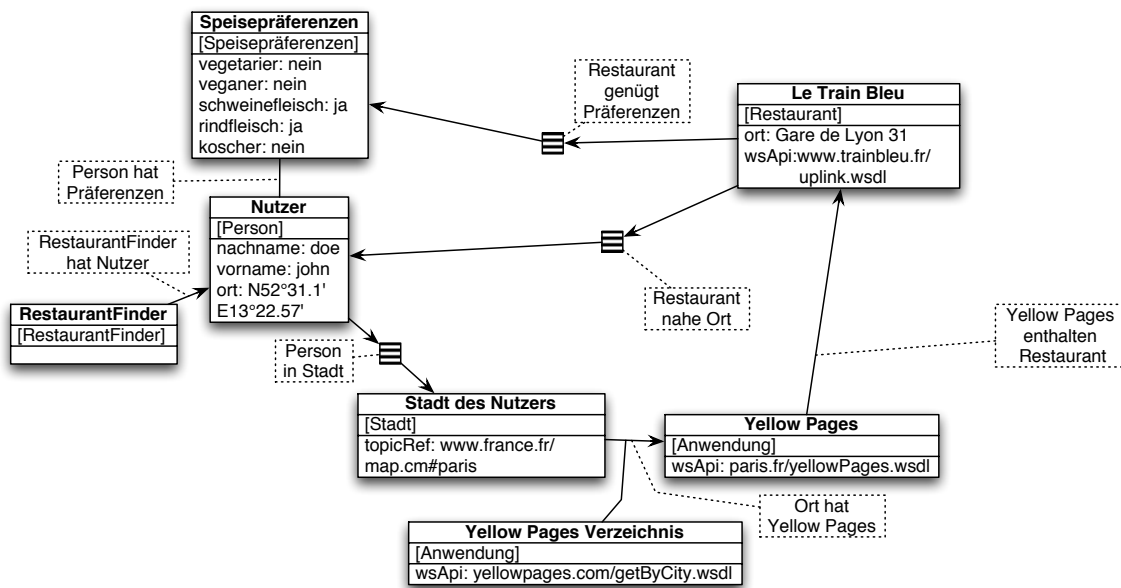 Speisepräferenzen
[Speisepräferenzen]
vegetarier: nein
veganer: nein
schweinefleisch: ja
rindfleisch: ja
koscher: nein
Restaurant
genügt
Präferenzen
Le Train Bleu
[Restaurant]
ort: Gare de Lyon 31
wsApi:www.trainbleu.fr/
uplink.wsdl
Person hat
Präferenzen
Nutzer
[Person]
nachname: doe
vorname: john
ort: N52°31.1'
E13°22.57'
RestaurantFinder
hat Nutzer
RestaurantFinder
[RestaurantFinder]
Restaurant
nahe Ort
Yellow Pages
enthalten
Restaurant
Person
in Stadt
Stadt des Nutzers
[Stadt]
topicRef: www.france.fr/
map.cm#paris
Yellow Pages
[Anwendung]
wsApi: paris.fr/yellowPages.wsdl
Ort hat
Yellow Pages
Yellow Pages Verzeichnis
[Anwendung]
wsApi: yellowpages.com/getByCity.wsdl